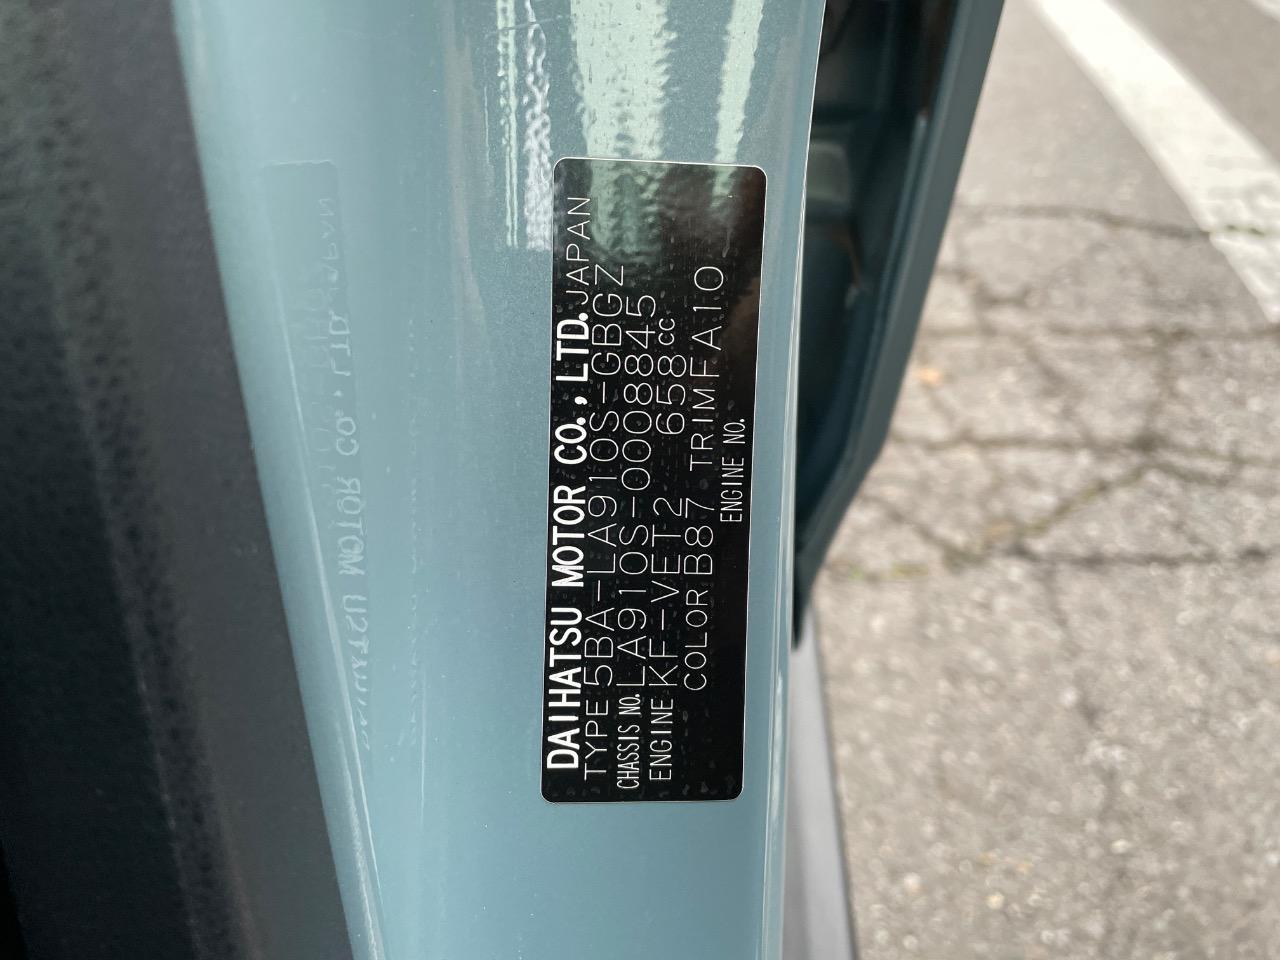 DAIHATSU MOTOR CO., LTD. JAPAN
TYPE 5BA-LA910S-GBGZ
CHASSIS NO. LA910S-0008845
ENGINE KF-VET2 658cc
COLOR B87 TRIM FA10
ENGINE NO.